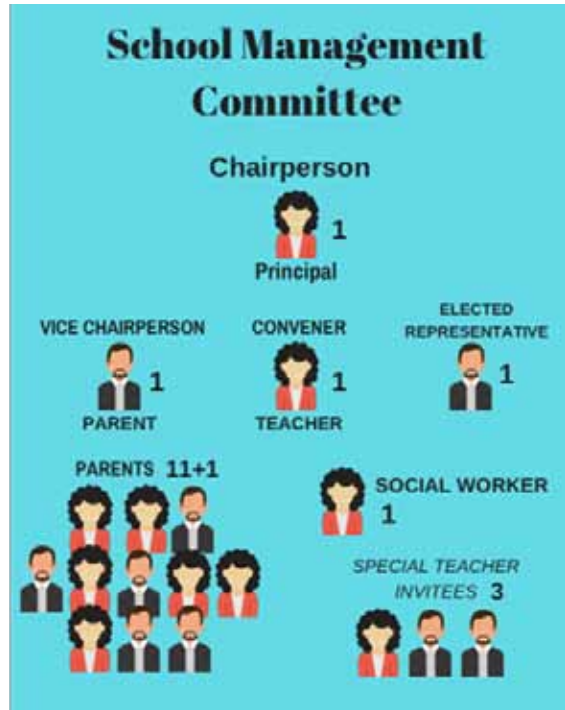 School Management
Committee
Chairperson
1
Principal
VICE CHAIRPERSON
1
PARENT
CONVENER
1
TEACHER
ELECTED
REPRESENTATIVE
1
PARENTS 11+1
SOCIAL WORKER
1
SPECIAL TEACHER
INVITEES 3